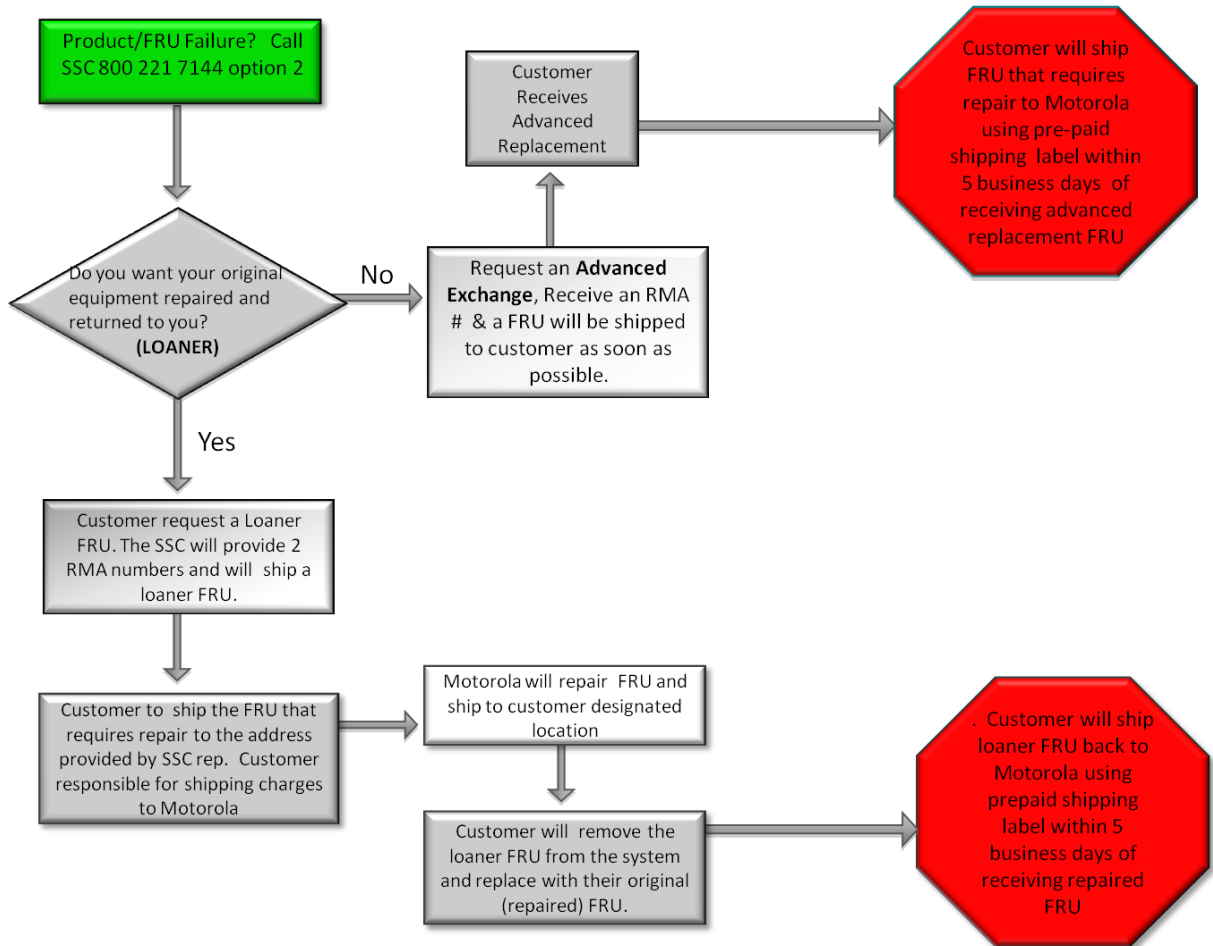 Product/FRU Failure? Call
SSC 800 221 7144 option 2
Do you want your original
equipment repaired and
returned to you?
(LOANER)
No
Request an Advanced
Exchange, Receive an RMA
# & a FRU will be shipped
to customer as soon as
possible.
Customer
Receives
Advanced
Replacement
Customer will ship
FRU that requires
repair to Motorola
using pre-paid
shipping label within
5 business days of
receiving advanced
replacement FRU
Yes
Customer request a Loaner
FRU. The SSC will provide 2
RMA numbers and will ship a
loaner FRU.
Customer to ship the FRU that
requires repair to the address
provided by SSC rep. Customer
responsible for shipping charges
to Motorola
Motorola will repair FRU and
ship to customer designated
location
Customer will remove the
loaner FRU from the system
and replace with their original
(repaired) FRU.
. Customer will ship
loaner FRU back to
Motorola using
prepaid shipping
label within 5
business days of
receiving repaired
FRU